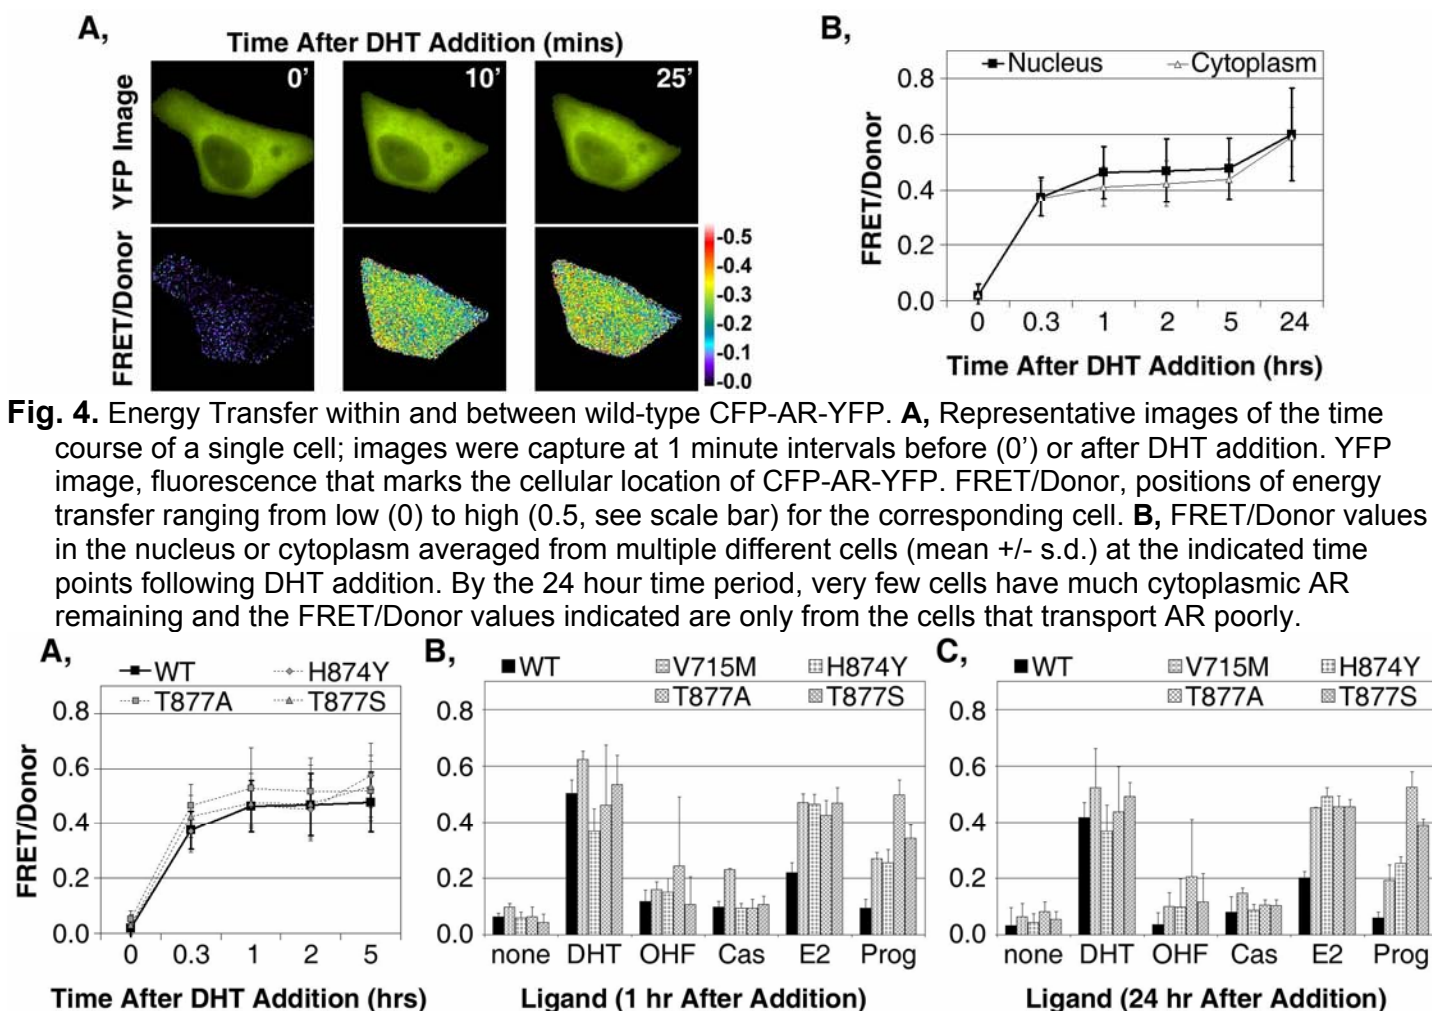 A,
Time After DHT Addition (mins)
0'
10'
25'
YFP Image
FRET/Donor
-0.5
-0.4
-0.3
-0.2
-0.1
-0.0
B,
Nucleus
Cytoplasm
0.8
0.6
0.4
0.2
0.0
FRET/Donor
0 0.3 1 2 5 24
Time After DHT Addition (hrs)
Fig. 4. Energy Transfer within and between wild-type CFP-AR-YFP. A, Representative images of the time
course of a single cell; images were capture at 1 minute intervals before (0') or after DHT addition. YFP
image, fluorescence that marks the cellular location of CFP-AR-YFP. FRET/Donor, positions of energy
transfer ranging from low (0) to high (0.5, see scale bar) for the corresponding cell. B, FRET/Donor values
in the nucleus or cytoplasm averaged from multiple different cells (mean +/- s.d.) at the indicated time
points following DHT addition. By the 24 hour time period, very few cells have much cytoplasmic AR
remaining and the FRET/Donor values indicated are only from the cells that transport AR poorly.
A,
WT H874Y
T877A T877S
0.8
0.6
0.4
0.2
0.0
FRET/Donor
0 0.3 1 2 5
Time After DHT Addition (hrs)
B,
WT V715M H874Y
T877A T877S
0.8
0.6
0.4
0.2
0.0
none DHT OHF Cas E2 Prog
Ligand (1 hr After Addition)
C,
WT V715M H874Y
T877A T877S
0.8
0.6
0.4
0.2
0.0
none DHT OHF Cas E2 Prog
Ligand (24 hr After Addition)